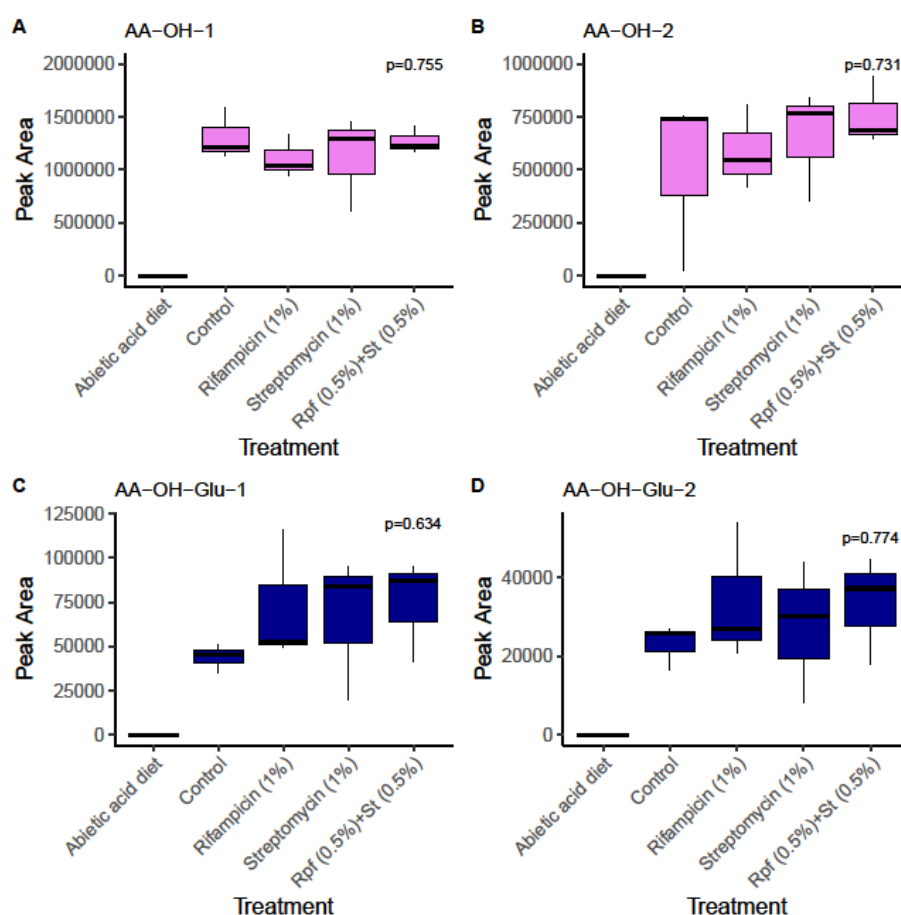 A
AA−OH−1
p=0.755
Peak Area
2000000
1500000
1000000
500000
0
Abietic acid diet
Control
Rifampicin (1%)
Streptomycin (1%)
Rpf (0.5%)+St (0.5%)
Treatment
B
AA−OH−2
p=0.731
Peak Area
1000000
750000
500000
250000
0
Abietic acid diet
Control
Rifampicin (1%)
Streptomycin (1%)
Rpf (0.5%)+St (0.5%)
Treatment
C
AA−OH−Glu−1
p=0.634
Peak Area
125000
100000
75000
50000
25000
0
Abietic acid diet
Control
Rifampicin (1%)
Streptomycin (1%)
Rpf (0.5%)+St (0.5%)
Treatment
D
AA−OH−Glu−2
p=0.774
Peak Area
40000
20000
0
Abietic acid diet
Control
Rifampicin (1%)
Streptomycin (1%)
Rpf (0.5%)+St (0.5%)
Treatment